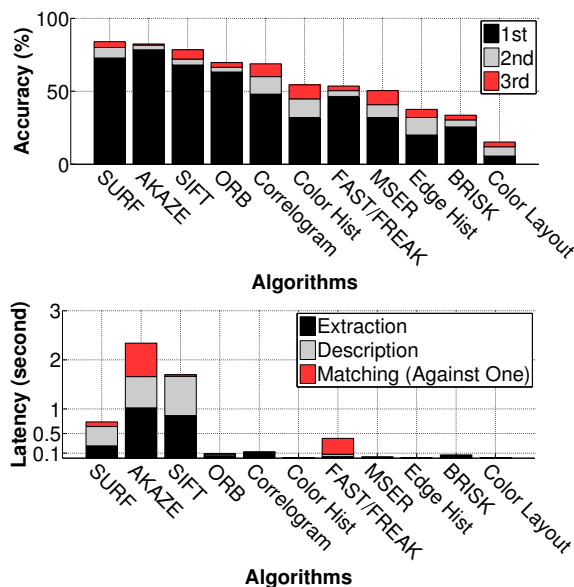 100
50
0
Accuracy (%)
1st
2nd
3rd
SURF
AKAZE
SIFT
ORB
Correlogram
Color Hist
FAST/FREAK
MSER
Edge Hist
BRISK
Color Layout
Algorithms
3
2
1
0.5
0.1
Latency (second)
Extraction
Description
Matching (Against One)
SURF
AKAZE
SIFT
ORB
Correlogram
Color Hist
FAST/FREAK
MSER
Edge Hist
BRISK
Color Layout
Algorithms